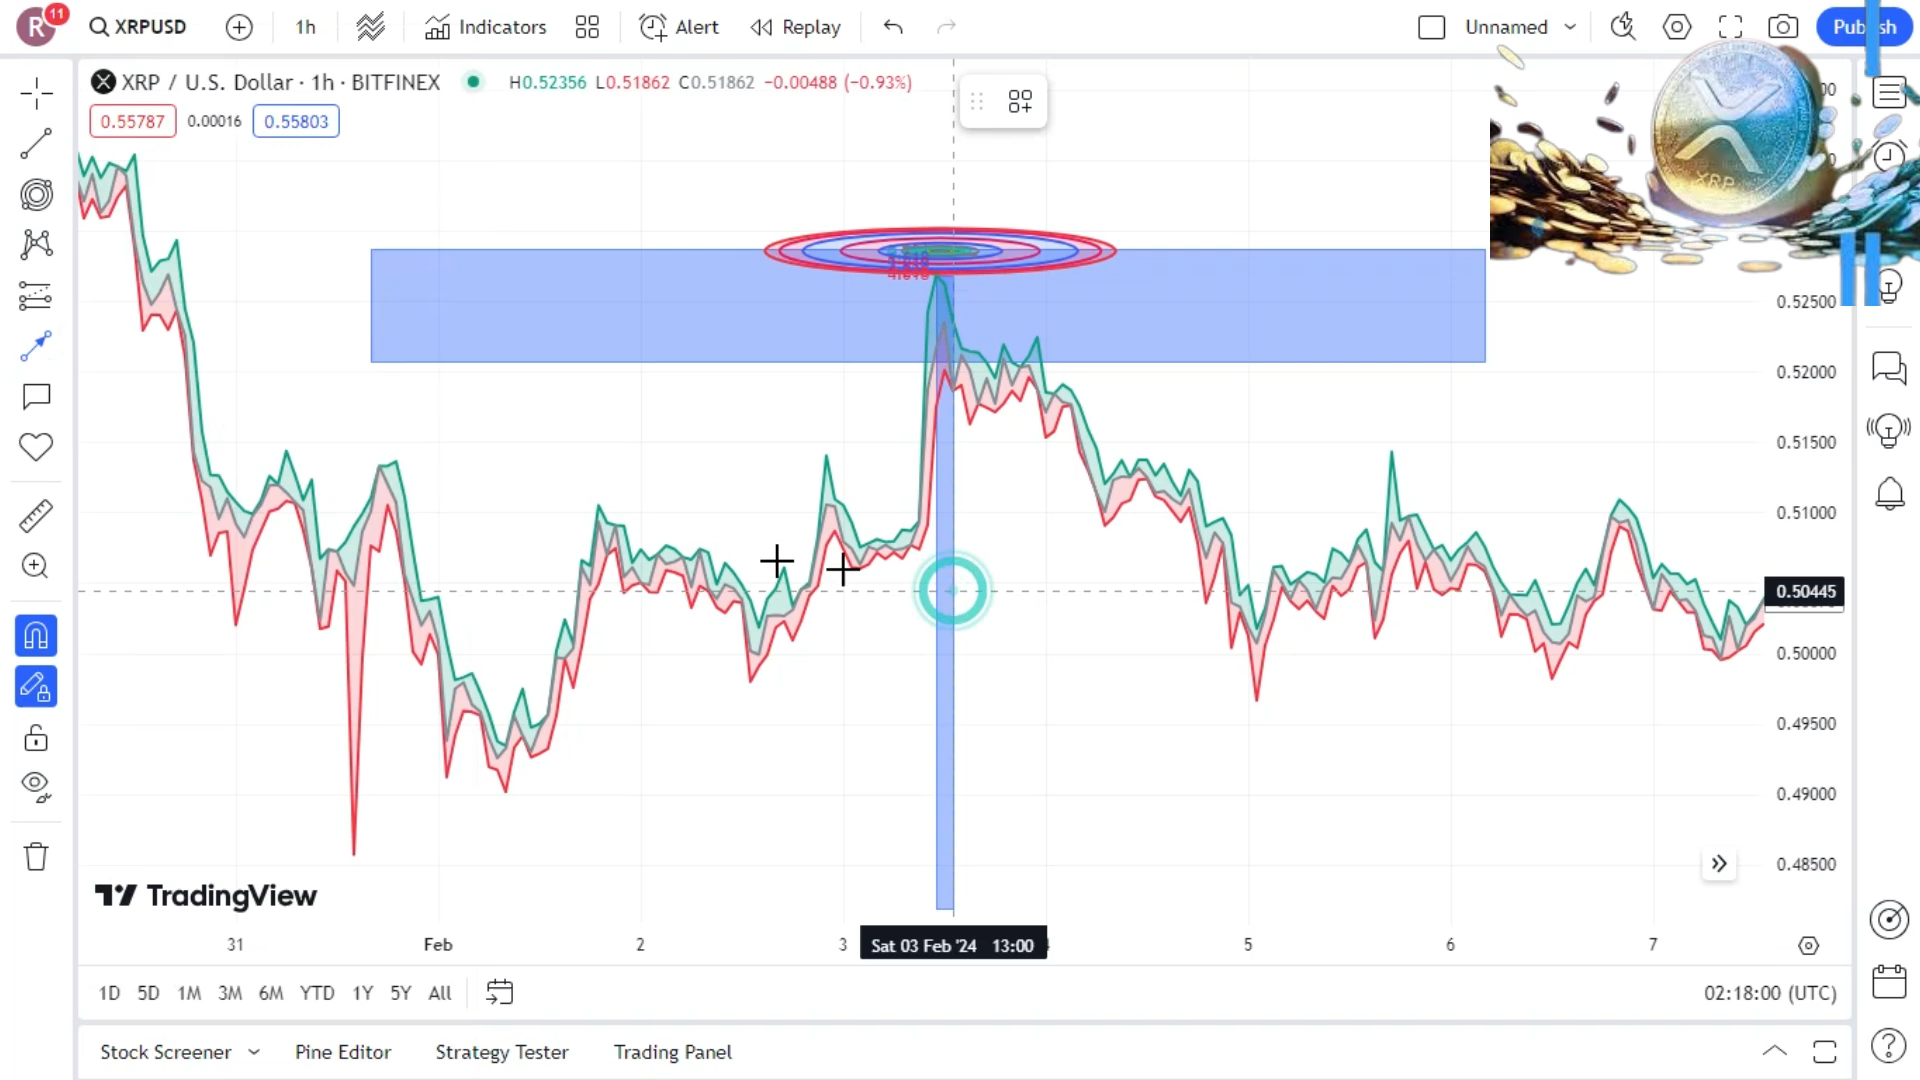 R 11 XRPUSD 1h Indicators Alert Replay Unnamed Publish
XRP / U.S. Dollar · 1h · BITFINEX H0.52356 L0.51862 C0.51862 −0.00488 (−0.93%)
0.55787 0.00016 0.55803
XRP
0.52500
0.52000
0.51500
0.51000
0.50445
0.50000
0.49500
0.49000
0.48500
TradingView
31 Feb 2 3 Sat 03 Feb '24 13:00 5 6 7
1D 5D 1M 3M 6M YTD 1Y 5Y All 02:18:00 (UTC)
Stock Screener Pine Editor Strategy Tester Trading Panel